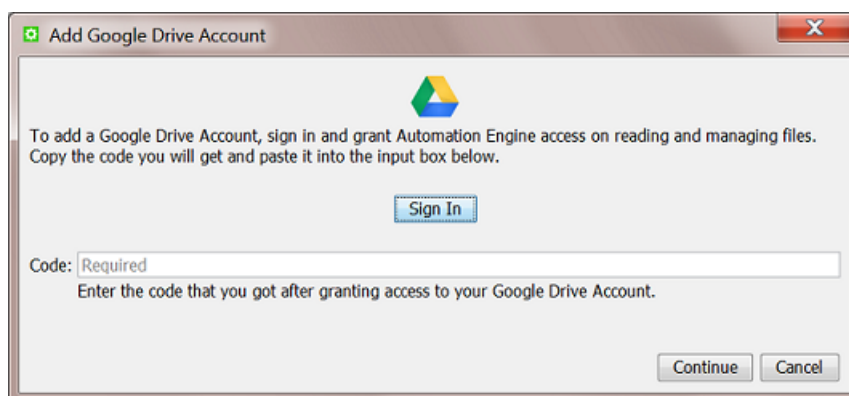 Add Google Drive Account
To add a Google Drive Account, sign in and grant Automation Engine access on reading and managing files.
Copy the code you will get and paste it into the input box below.
Sign In
Code: Required
Enter the code that you got after granting access to your Google Drive Account.
Continue Cancel